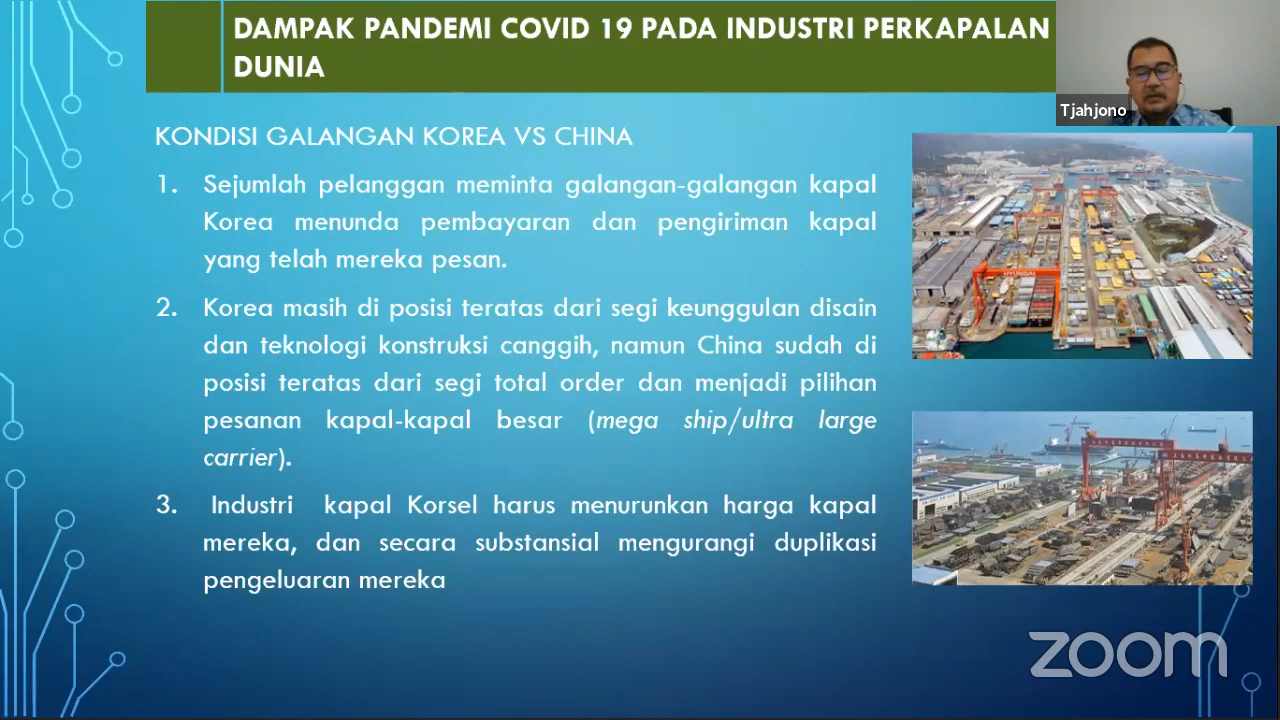 DAMPAK PANDEMI COVID 19 PADA INDUSTRI PERKAPALAN
DUNIA
Tjahjono
KONDISI GALANGAN KOREA VS CHINA
1. Sejumlah pelanggan meminta galangan-galangan kapal
Korea menunda pembayaran dan pengiriman kapal
yang telah mereka pesan.
2. Korea masih di posisi teratas dari segi keunggulan disain
dan teknologi konstruksi canggih, namun China sudah di
posisi teratas dari segi total order dan menjadi pilihan
pesanan kapal-kapal besar (mega ship/ultra large
carrier).
3. Industri kapal Korsel harus menurunkan harga kapal
mereka, dan secara substansial mengurangi duplikasi
pengeluaran mereka
HYUNDAI
zoom